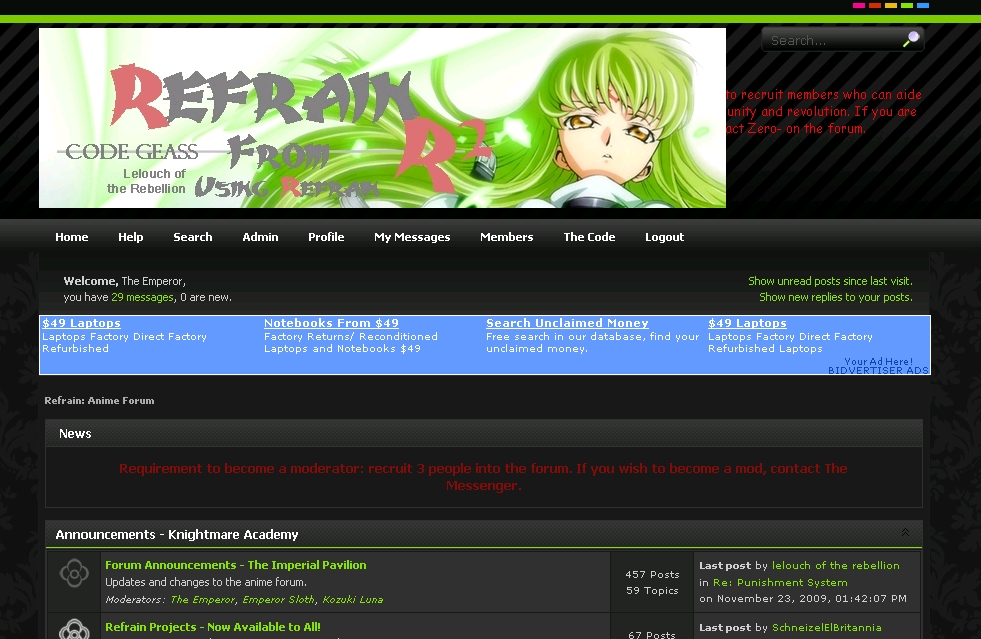 Search...
REFRAIN
R2
CODE GEASS
FROM
Lelouch of
the Rebellion
USING REFRAIN
to recruit members who can aide
unity and revolution. If you are
act Zero- on the forum.
Home Help Search Admin Profile My Messages Members The Code Logout
Welcome, The Emperor,
you have 29 messages, 0 are new.
Show unread posts since last visit.
Show new replies to your posts.
$49 Laptops
Laptops Factory Direct Factory
Refurbished
Notebooks From $49
Factory Returns/ Reconditioned
Laptops and Notebooks $49
Search Unclaimed Money
Free search in our database, find your
unclaimed money.
$49 Laptops
Laptops Factory Direct Factory
Refurbished Laptops
Your Ad Here!
BIDVERTISER ADS
Refrain: Anime Forum
News
Requirement to become a moderator: recruit 3 people into the forum. If you wish to become a mod, contact The
Messenger.
Announcements - Knightmare Academy
Forum Announcements - The Imperial Pavilion
Updates and changes to the anime forum.
Moderators: The Emperor, Emperor Sloth, Kozuki Luna
457 Posts
59 Topics
Last post by lelouch of the rebellion
in Re: Punishment System
on November 23, 2009, 01:42:07 PM
Refrain Projects - Now Available to All!
67 Posts
Last post by SchneizelElBritannia